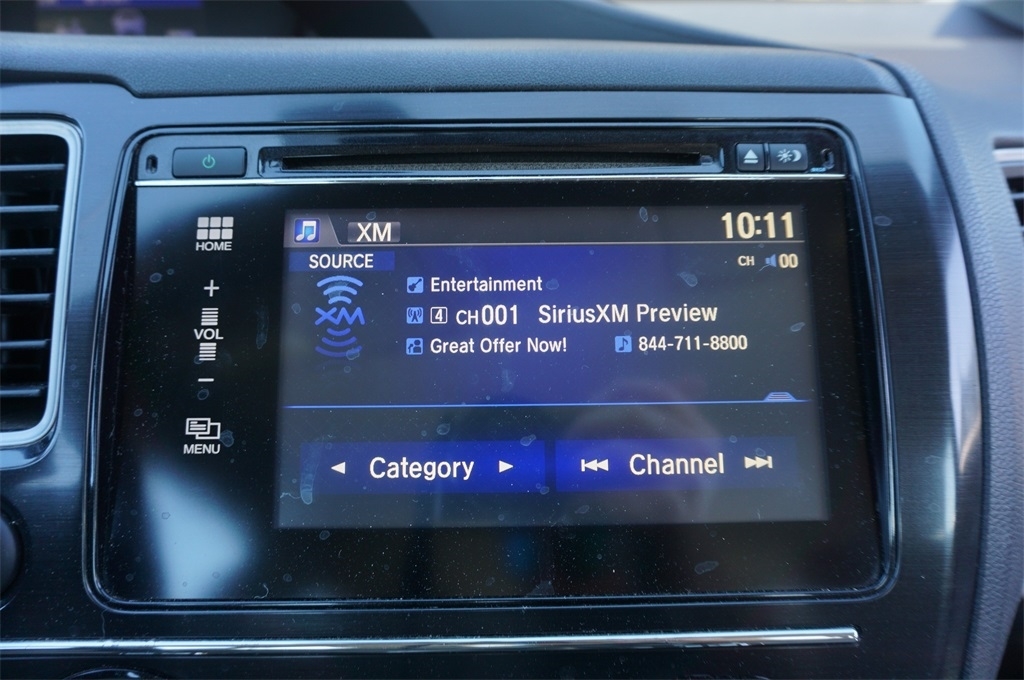 HOME
+
VOL
−
MENU
XM
10:11
SOURCE
CH 00
XM
Entertainment
4 CH001 SiriusXM Preview
Great Offer Now! 844-711-8800
Category
Channel